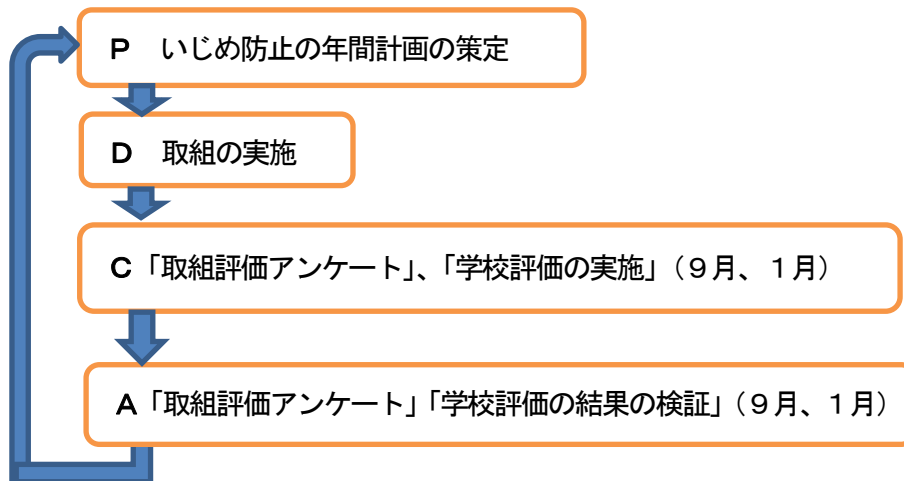 P　いじめ防止の年間計画の策定
D　取組の実施
C「取組評価アンケート」、「学校評価の実施」（９月、１月）
A「取組評価アンケート」「学校評価の結果の検証」（９月、１月）